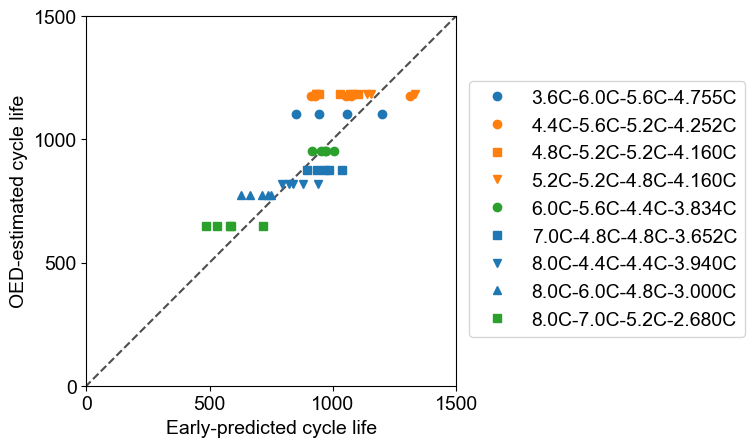 1500
1000
500
0
OED-estimated cycle life
0 500 1000 1500
Early-predicted cycle life
3.6C-6.0C-5.6C-4.755C
4.4C-5.6C-5.2C-4.252C
4.8C-5.2C-5.2C-4.160C
5.2C-5.2C-4.8C-4.160C
6.0C-5.6C-4.4C-3.834C
7.0C-4.8C-4.8C-3.652C
8.0C-4.4C-4.4C-3.940C
8.0C-6.0C-4.8C-3.000C
8.0C-7.0C-5.2C-2.680C